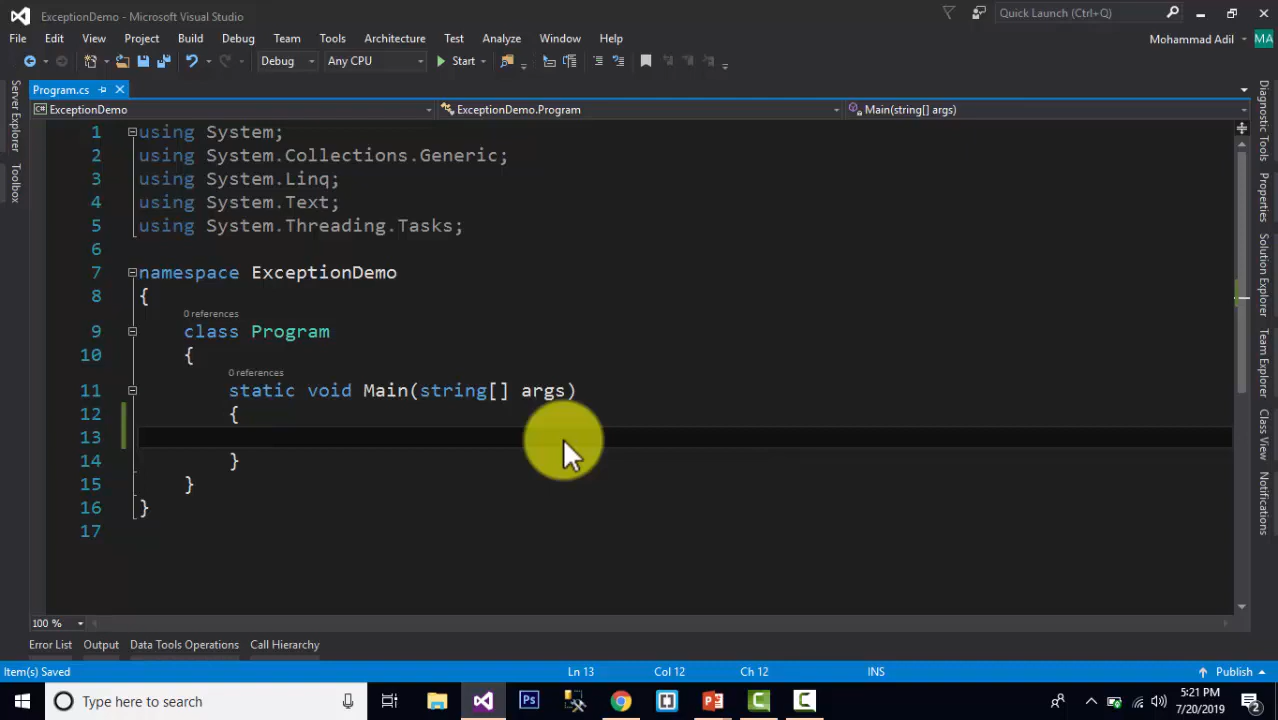 ExceptionDemo - Microsoft Visual Studio
Quick Launch (Ctrl+Q)
File Edit View Project Build Debug Team Tools Architecture Test Analyze Window Help
Mohammad Adil
MA
Debug Any CPU Start
Program.cs
ExceptionDemo
ExceptionDemo.Program
Main(string[] args)
Server Explorer
Toolbox
1 using System;
2 using System.Collections.Generic;
3 using System.Linq;
4 using System.Text;
5 using System.Threading.Tasks;
6
7 namespace ExceptionDemo
8 {
0 references
9 class Program
10 {
0 references
11 static void Main(string[] args)
12 {
13
14 }
15 }
16 }
17
Diagnostic Tools
Properties
Solution Explorer
Team Explorer
Class View
Notifications
100 %
Error List Output Data Tools Operations Call Hierarchy
Item(s) Saved Ln 13 Col 12 Ch 12 INS Publish
Type here to search
Ps
5:21 PM
7/20/2019
2